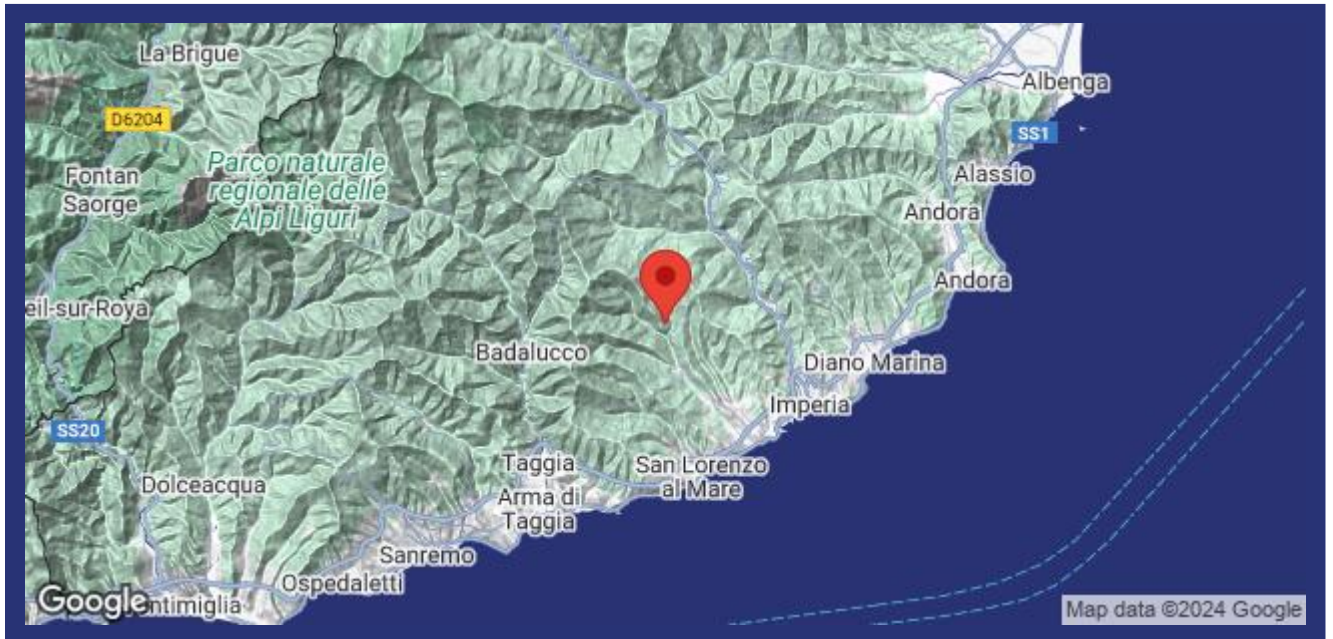 La Brigue
Albenga
D6204
SS1
Parco naturale
regionale delle
Alpi Liguri
Fontan
Saorge
Alassio
Andora
Andora
eil-sur-Roya
Badalucco
Diano Marina
Imperia
SS20
Taggia
San Lorenzo
al Mare
Dolceacqua
Arma di
Taggia
Sanremo
Ospedaletti
Google
ntimiglia
Map data ©2024 Google